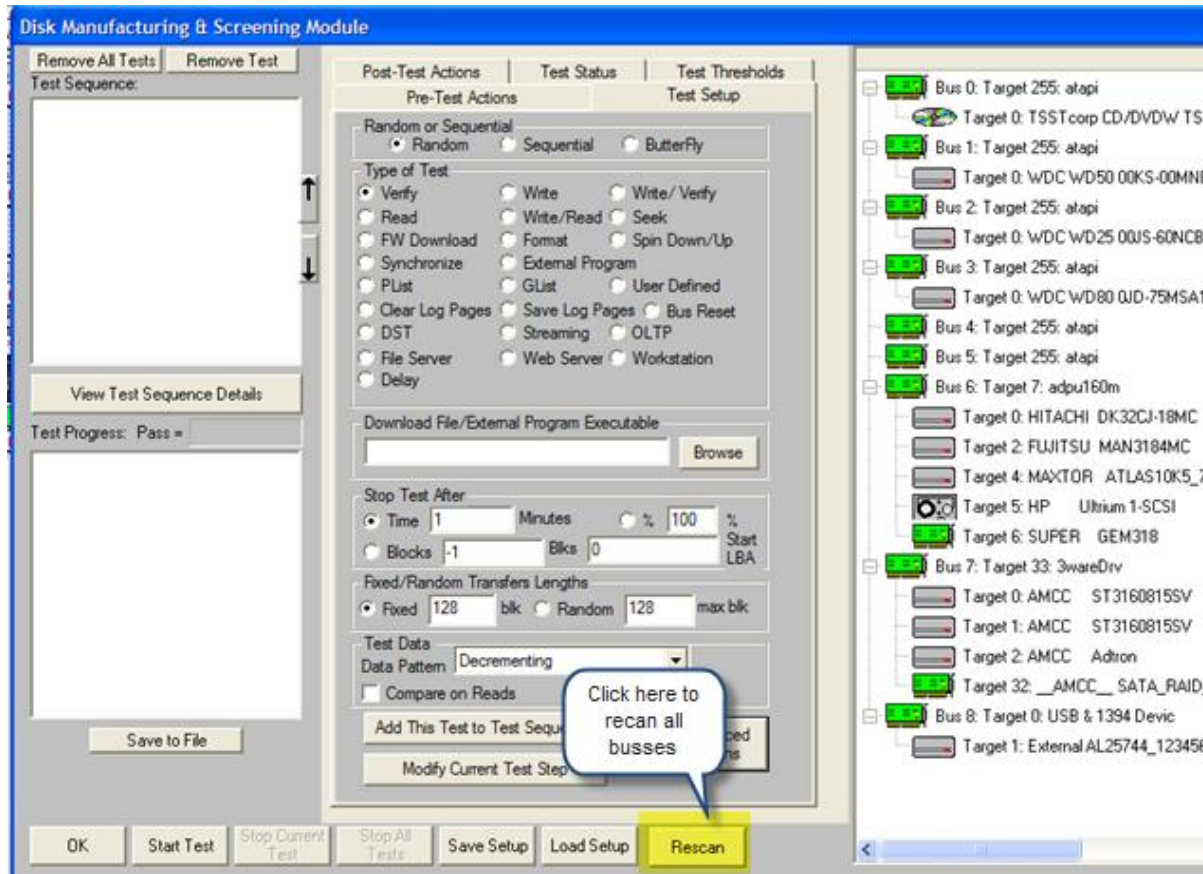 Disk Manufacturing & Screening Module
Remove All Tests Remove Test
Test Sequence:
View Test Sequence Details
Test Progress: Pass =
Save to File
Post-Test Actions Test Status Test Thresholds
Pre-Test Actions Test Setup
Random or Sequential
Random Sequential ButterFly
Type of Test
Verify Write Write/ Verify
Read Write/Read Seek
FW Download Format Spin Down/Up
Synchronize External Program
PList GList User Defined
Clear Log Pages Save Log Pages Bus Reset
DST Streaming OLTP
File Server Web Server Workstation
Delay
Download File/External Program Executable
Browse
Stop Test After
Time 1 Minutes % 100 %
Blocks -1 Blks 0 Start LBA
Fixed/Random Transfers Lengths
Fixed 128 blk Random 128 max blk
Test Data
Data Pattern Decrementing
Compare on Reads
Add This Test to Test Sequ
Modify Current Test Step
Click here to
recan all
busses
OK Start Test Stop Current Test Stop All Tests Save Setup Load Setup Rescan
Bus 0: Target 255: atapi
Target 0: TSSTcorp CD/DVDW TS
Bus 1: Target 255: atapi
Target 0: WDC WD50 00KS-00MNB
Bus 2: Target 255: atapi
Target 0: WDC WD25 00JS-60NCB
Bus 3: Target 255: atapi
Target 0: WDC WD80 0JD-75MSA1
Bus 4: Target 255: atapi
Bus 5: Target 255: atapi
Bus 6: Target 7: adpu160m
Target 0: HITACHI DK32CJ-18MC
Target 2: FUJITSU MAN3184MC
Target 4: MAXTOR ATLAS10K5_7
Target 5: HP Ultrium 1-SCSI
Target 6: SUPER GEM318
Bus 7: Target 33: 3wareDrv
Target 0: AMCC ST3160815SV
Target 1: AMCC ST3160815SV
Target 2: AMCC Adtron
Target 32: __AMCC__ SATA_RAID_
Bus 8: Target 0: USB & 1394 Devic
Target 1: External AL25744_123456